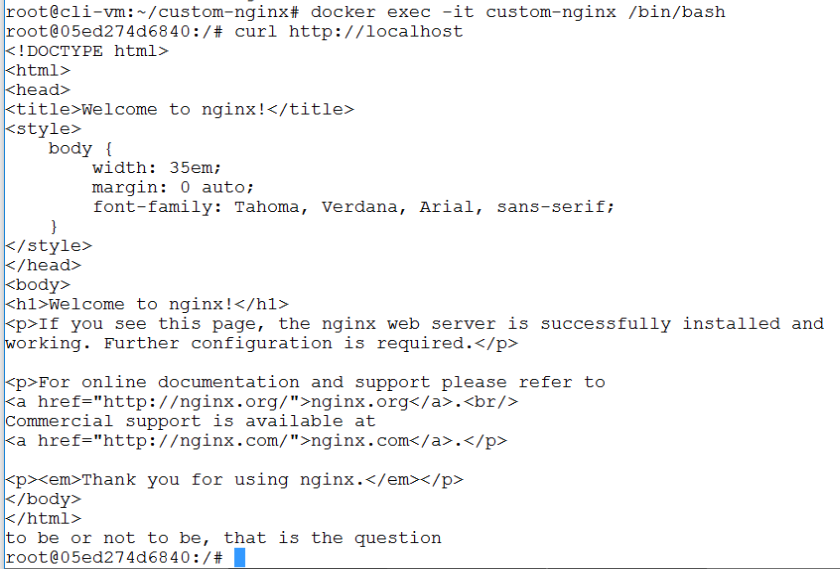 root@cli-vm:~/custom-nginx# docker exec -it custom-nginx /bin/bash
root@05ed274d6840:/# curl http://localhost
<!DOCTYPE html>
<html>
<head>
<title>Welcome to nginx!</title>
<style>
    body {
        width: 35em;
        margin: 0 auto;
        font-family: Tahoma, Verdana, Arial, sans-serif;
    }
</style>
</head>
<body>
<h1>Welcome to nginx!</h1>
<p>If you see this page, the nginx web server is successfully installed and
working. Further configuration is required.</p>

<p>For online documentation and support please refer to
<a href="http://nginx.org/">nginx.org</a>.<br/>
Commercial support is available at
<a href="http://nginx.com/">nginx.com</a>.</p>

<p><em>Thank you for using nginx.</em></p>
</body>
</html>
to be or not to be, that is the question
root@05ed274d6840:/#